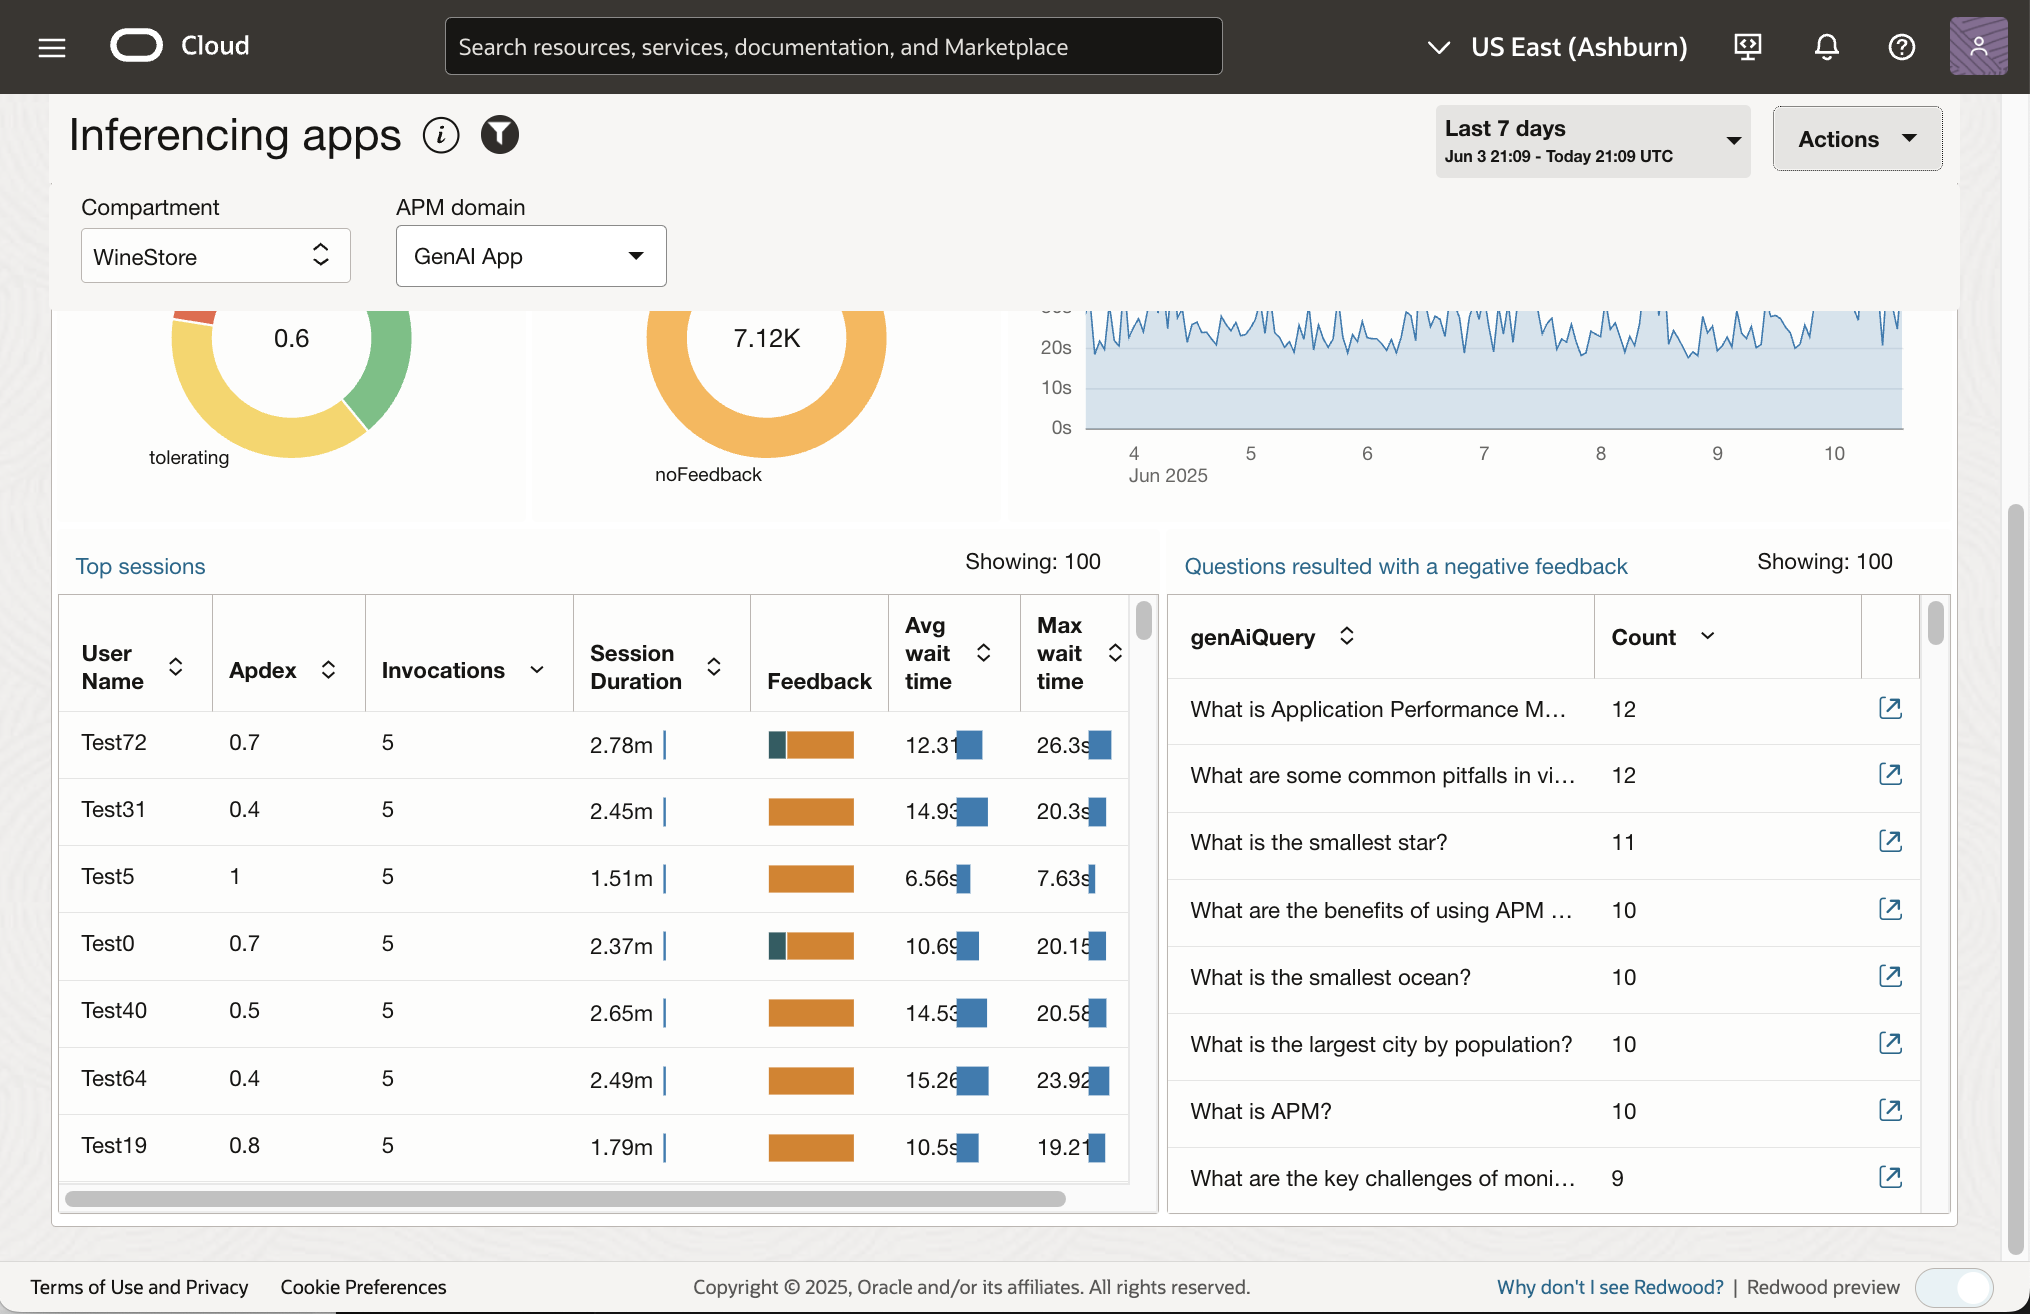 Cloud
Search resources, services, documentation, and Marketplace
US East (Ashburn)
Inferencing apps
Last 7 days
Jun 3 21:09 - Today 21:09 UTC
Actions
Compartment
APM domain
WineStore
GenAI App
0.6
tolerating
7.12K
noFeedback
20s
10s
0s
4 5 6 7 8 9 10
Jun 2025
Top sessions
Showing: 100
User Name Apdex Invocations Session Duration Feedback Avg wait time Max wait time
Test72 0.7 5 2.78m 12.31 26.3s
Test31 0.4 5 2.45m 14.93 20.3s
Test5 1 5 1.51m 6.56s 7.63s
Test0 0.7 5 2.37m 10.69 20.15
Test40 0.5 5 2.65m 14.53 20.58
Test64 0.4 5 2.49m 15.26 23.92
Test19 0.8 5 1.79m 10.5s 19.21
Questions resulted with a negative feedback
Showing: 100
genAiQuery Count
What is Application Performance M... 12
What are some common pitfalls in vi... 12
What is the smallest star? 11
What are the benefits of using APM ... 10
What is the smallest ocean? 10
What is the largest city by population? 10
What is APM? 10
What are the key challenges of moni... 9
Terms of Use and Privacy
Cookie Preferences
Copyright © 2025, Oracle and/or its affiliates. All rights reserved.
Why don't I see Redwood? | Redwood preview